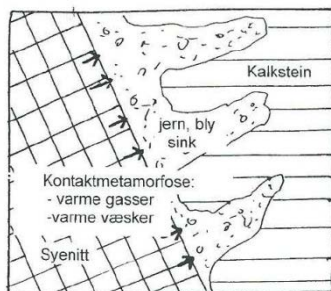 Kalkstein
jern, bly
sink
Kontaktmetamorfose:
- varme gasser
-varme væsker
Syenitt